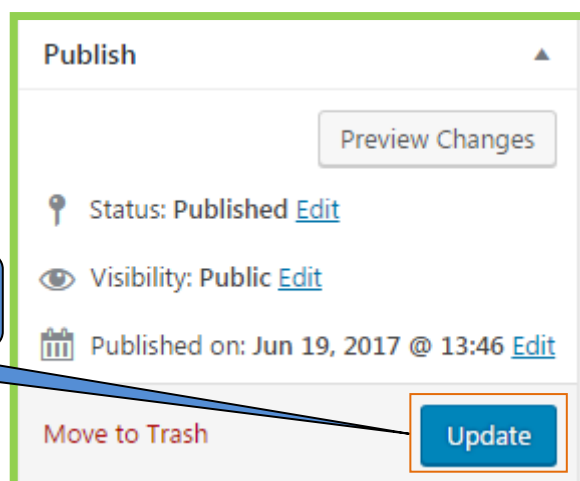 Publish
Preview Changes
Status: Published Edit
Visibility: Public Edit
Published on: Jun 19, 2017 @ 13:46 Edit
Move to Trash Update